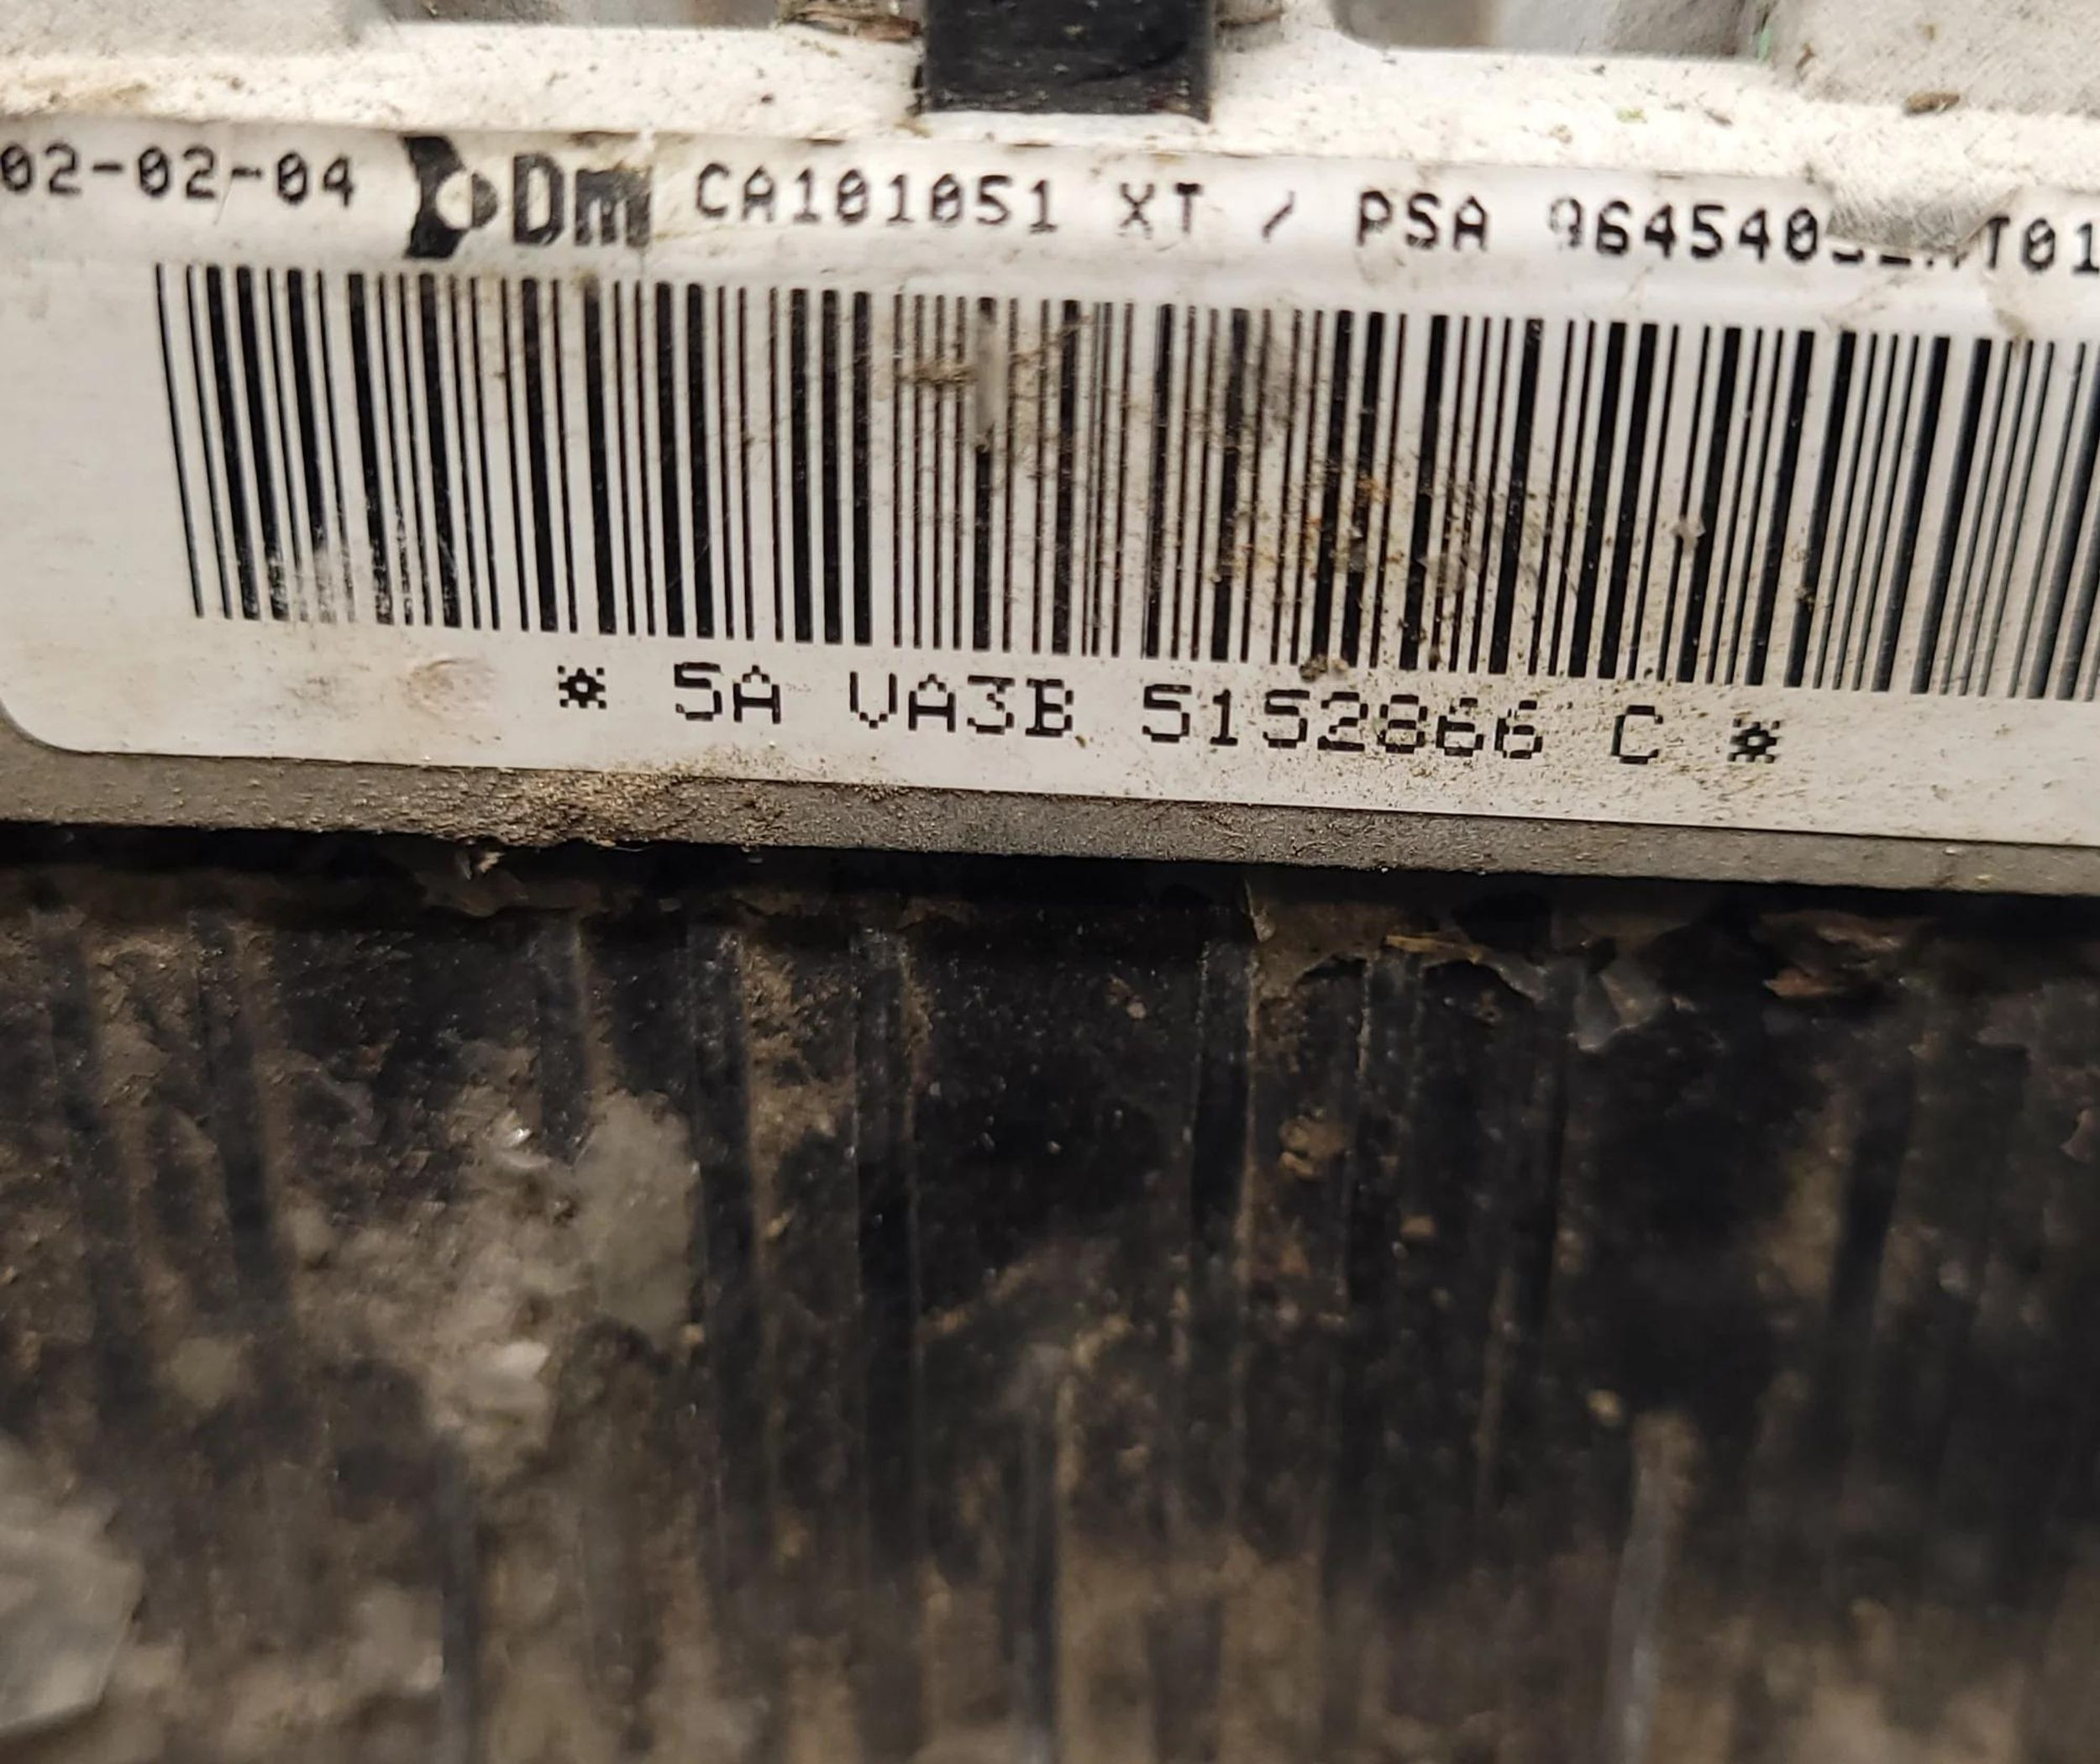 02-02-04 Dm CA101051 XT / PSA
* 5A VA3B 5152866 C *